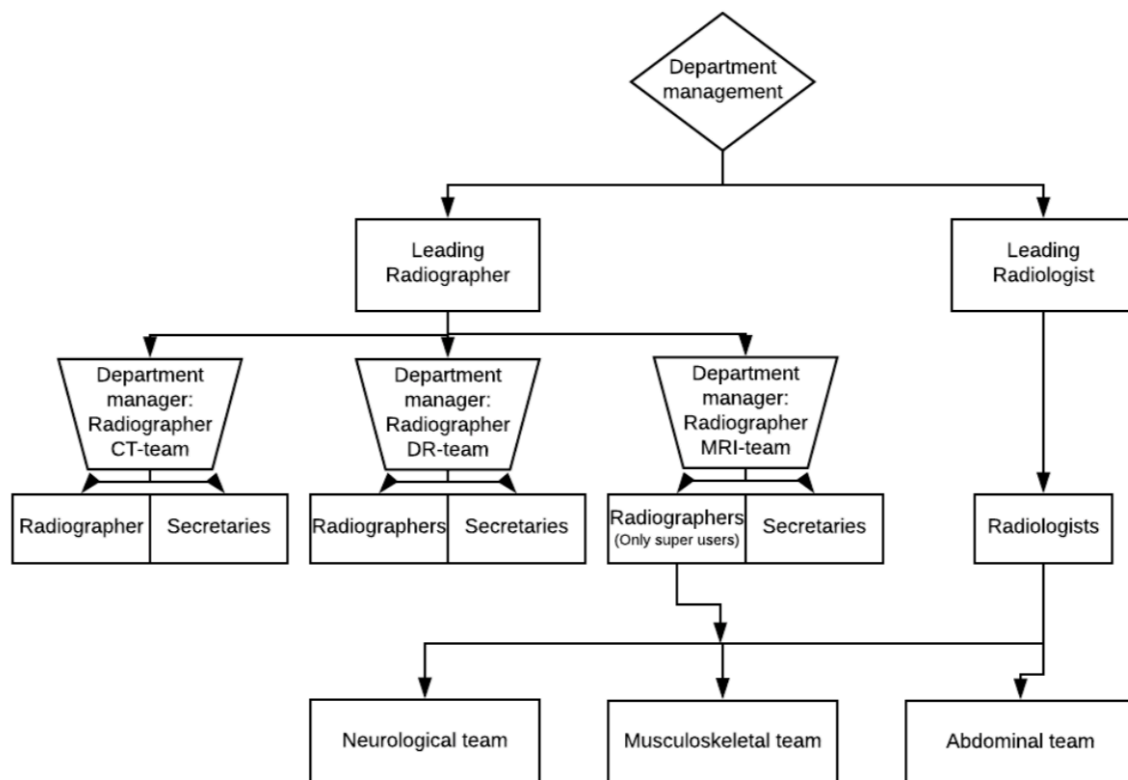 Department
management
Leading
Radiographer
Leading
Radiologist
Department
manager:
Radiographer
CT-team
Department
manager:
Radiographer
DR-team
Department
manager:
Radiographer
MRI-team
Radiographer
Secretaries
Radiographers
Secretaries
Radiographers
(Only super users)
Secretaries
Radiologists
Neurological team
Musculoskeletal team
Abdominal team